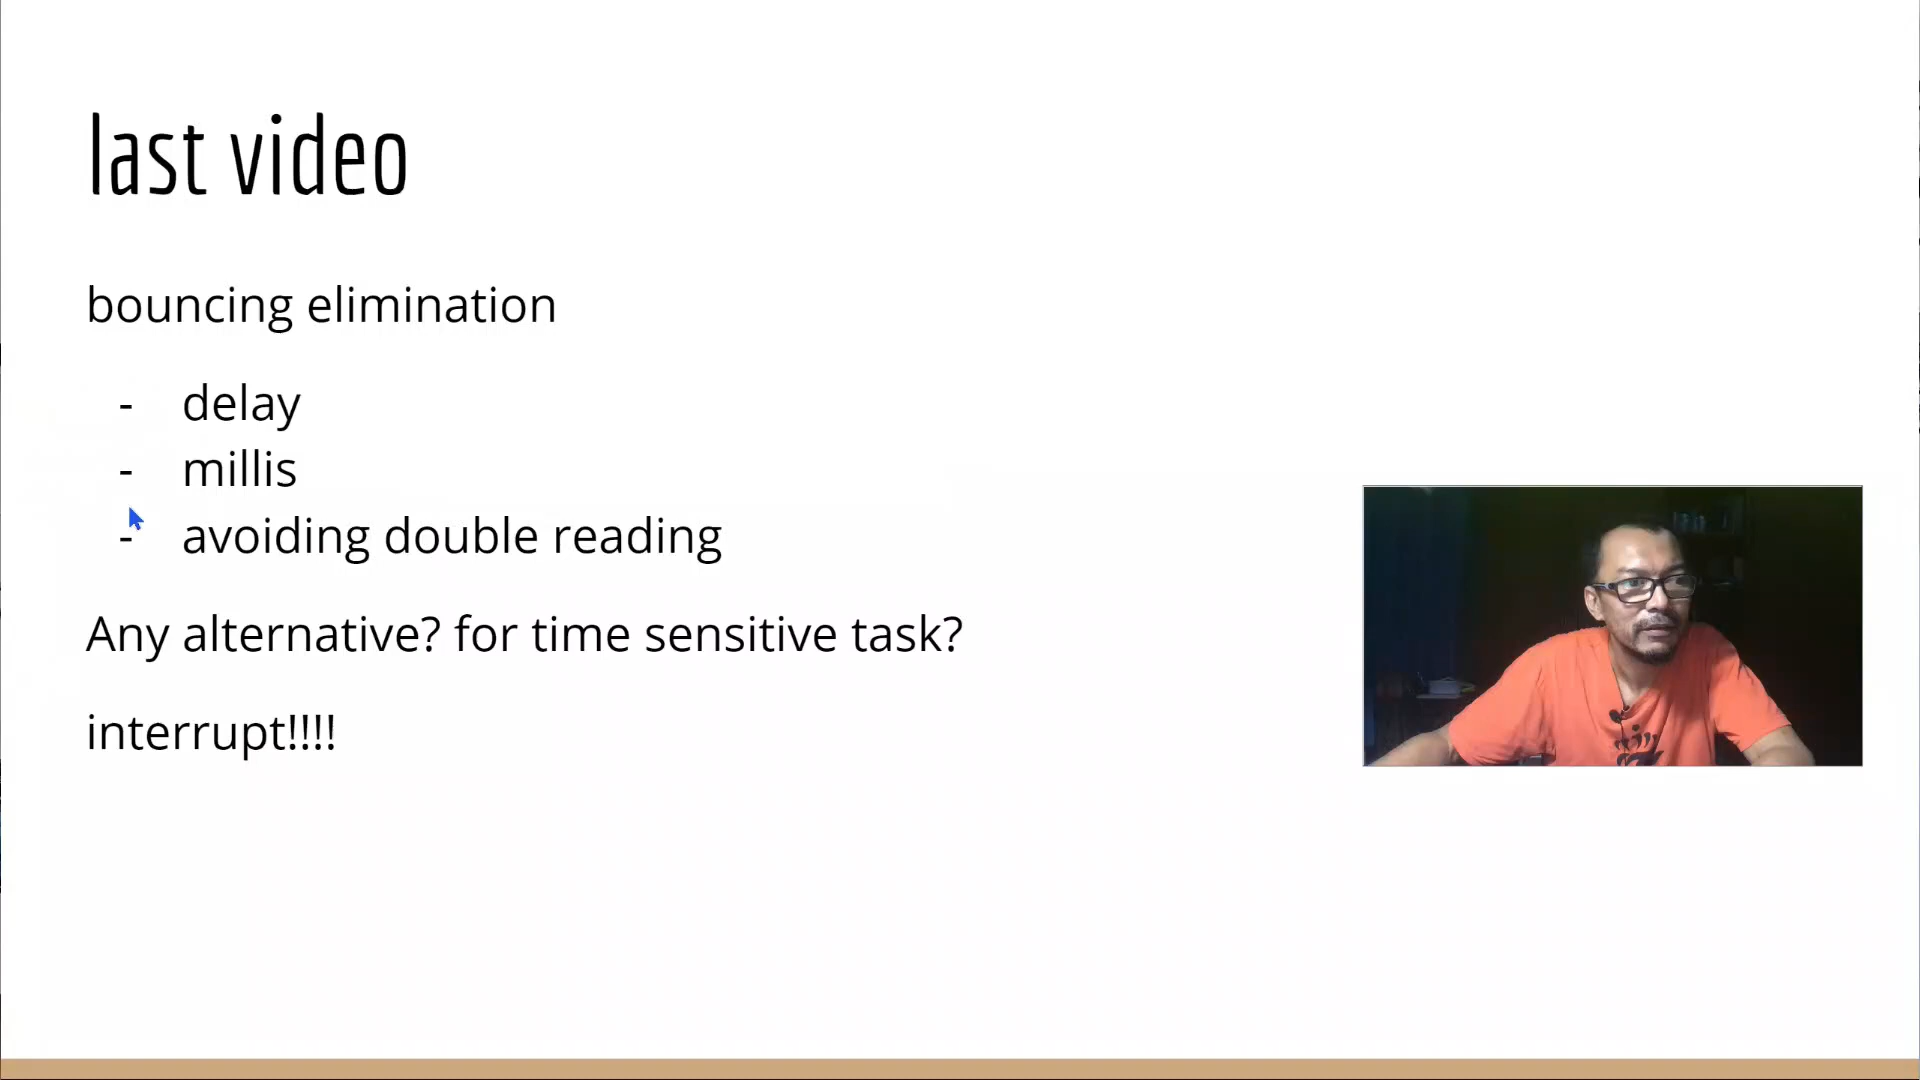 last video
bouncing elimination
- delay
- millis
- avoiding double reading
Any alternative? for time sensitive task?
interrupt!!!!